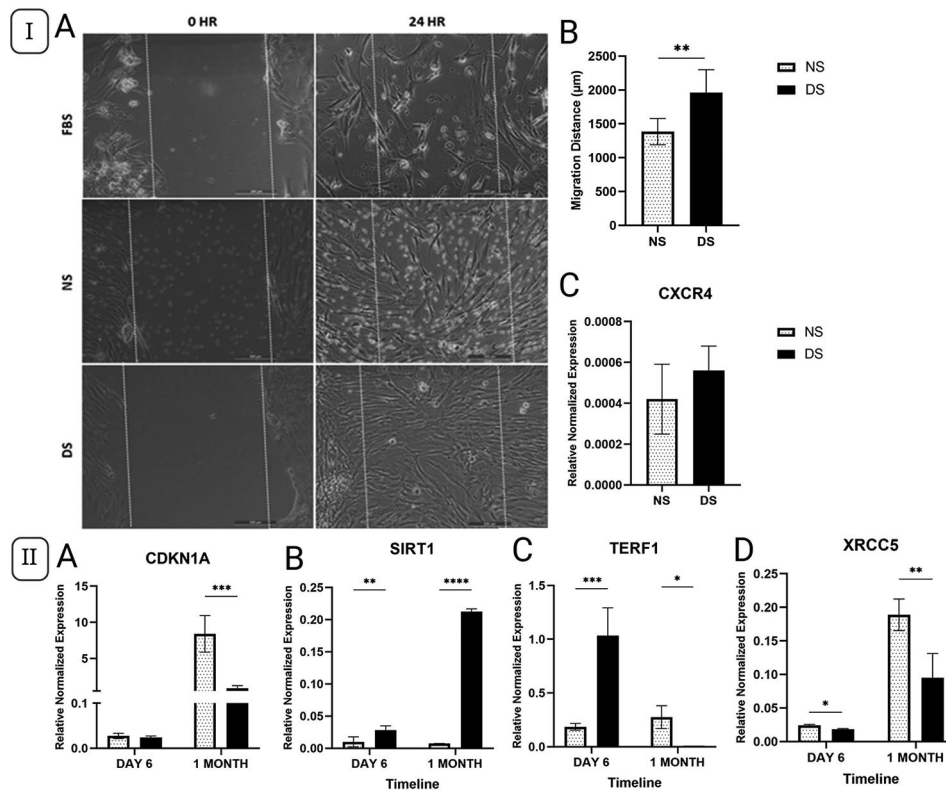 I
A
0 HR
24 HR
FBS
NS
DS
B
**
Migration Distance (μm)
2500
2000
1500
1000
500
0
NS
DS
NS
DS
C
CXCR4
Relative Normalized Expression
0.0008
0.0006
0.0004
0.0002
0.0000
NS
DS
NS
DS
II
A
CDKN1A
Relative Normalized Expression
15
10
5
0.1
0.0
***
DAY 6
1 MONTH
B
SIRT1
Relative Normalized Expression
0.20
0.15
0.10
0.05
0.00
**
****
DAY 6
1 MONTH
Timeline
C
TERF1
Relative Normalized Expression
1.5
1.0
0.5
0.0
***
*
DAY 6
1 MONTH
Timeline
D
XRCC5
Relative Normalized Expression
0.20
0.15
0.10
0.05
0.00
*
**
DAY 6
1 MONTH
Timeline